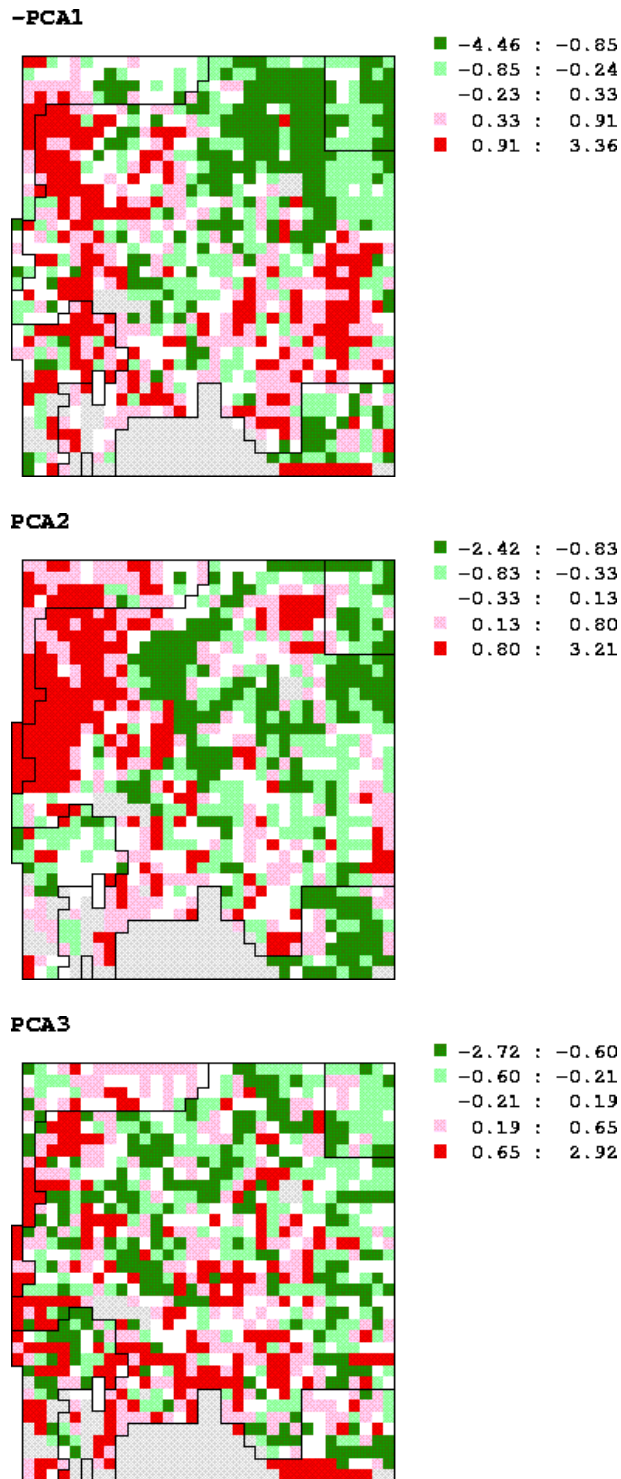 -PCA1
-4.46 : -0.85
-0.85 : -0.24
-0.23 : 0.33
0.33 : 0.91
0.91 : 3.36
PCA2
-2.42 : -0.83
-0.83 : -0.33
-0.33 : 0.13
0.13 : 0.80
0.80 : 3.21
PCA3
-2.72 : -0.60
-0.60 : -0.21
-0.21 : 0.19
0.19 : 0.65
0.65 : 2.92